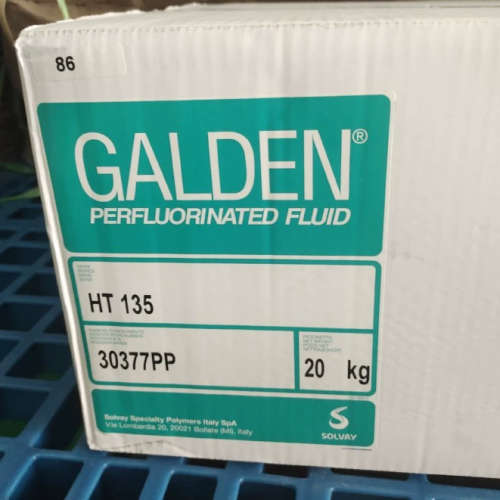 86
GALDEN®
PERFLUORINATED FLUID
HT 135
30377PP
20 kg
Solvay Specialty Polymers Italy SpA
Via Lombardia 20, 20021 Bollate (MI), Italy
SOLVAY